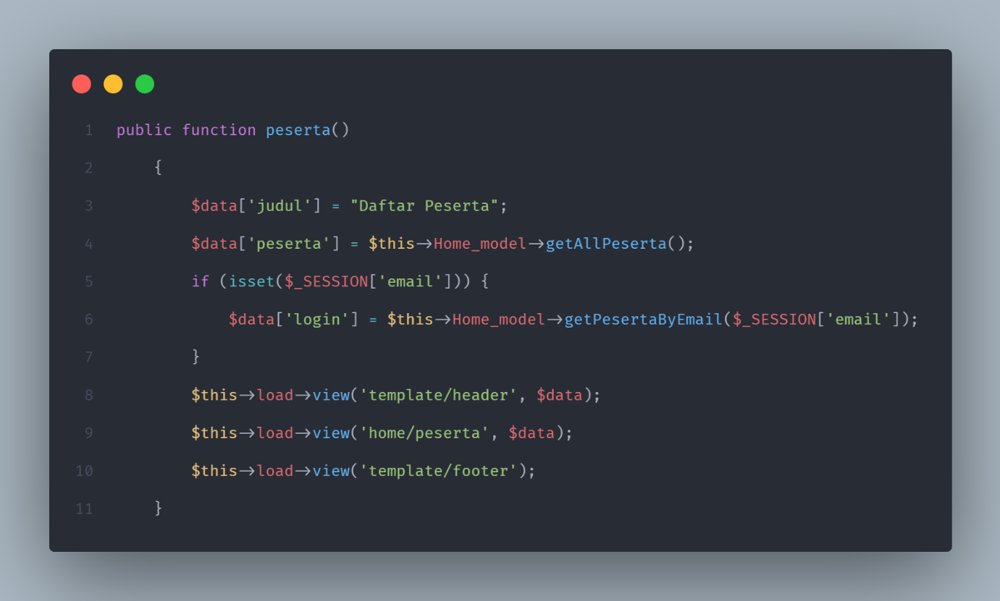 1 public function peserta()
2 {
3 $data['judul'] = "Daftar Peserta";
4 $data['peserta'] = $this->Home_model->getAllPeserta();
5 if (isset($_SESSION['email'])) {
6 $data['login'] = $this->Home_model->getPesertaByEmail($_SESSION['email']);
7 }
8 $this->load->view('template/header', $data);
9 $this->load->view('home/peserta', $data);
10 $this->load->view('template/footer');
11 }